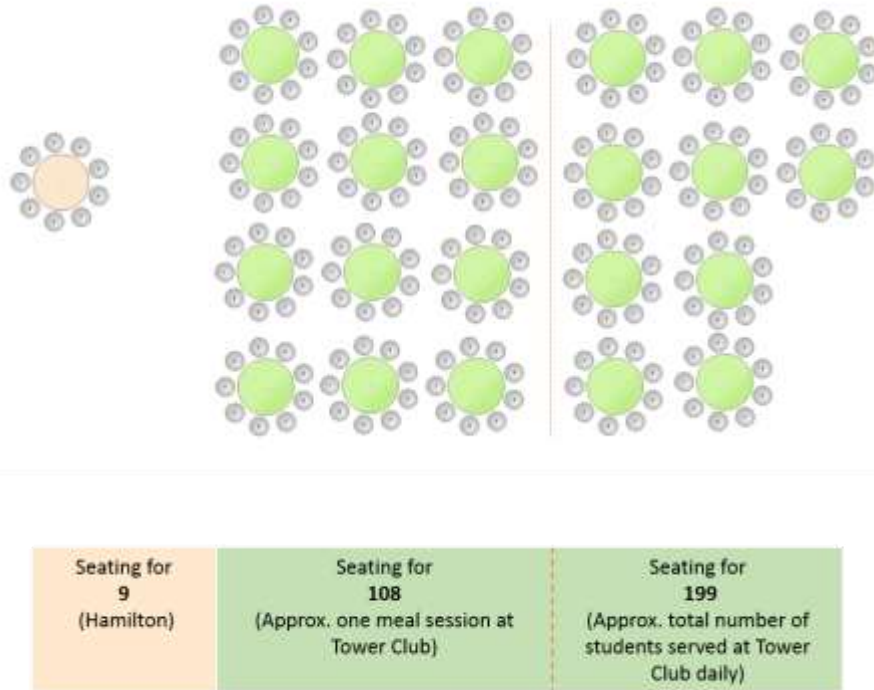 Seating for
9
(Hamilton)
Seating for
108
(Approx. one meal session at
Tower Club)
Seating for
199
(Approx. total number of
students served at Tower
Club daily)